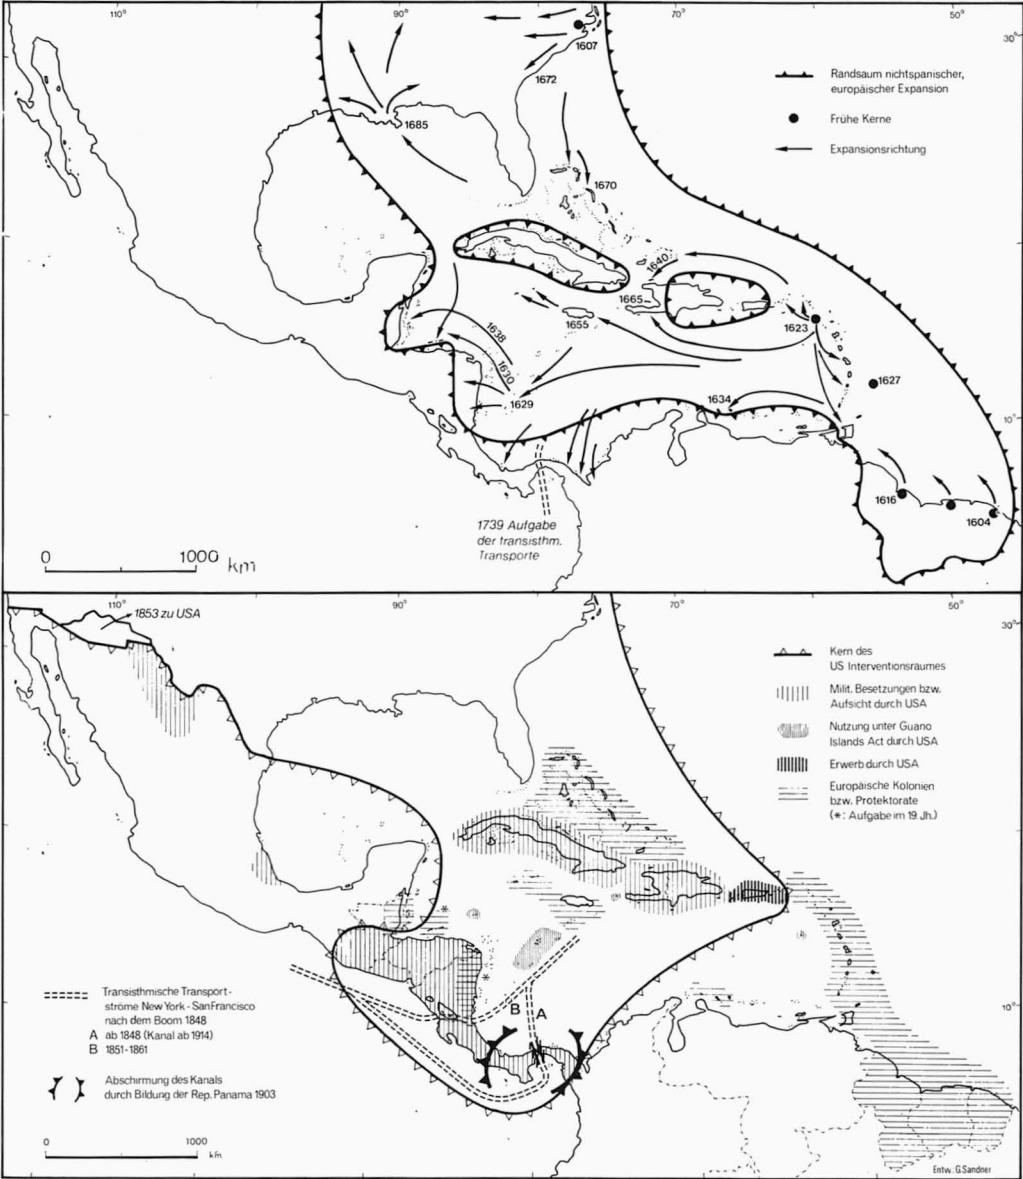 110°
90°
70°
50°
30°
1607
1672
Randsaum nichtspanischer,
europäischer Expansion
Frühe Kerne
1685
Expansionsrichtung
1670
1640
1665
1655
1623
1638
1630
1627
1629
1634
10°
1616
1604
1739 Aufgabe
der transisthm.
Transporte
0 1000 km
110°
90°
70°
50°
1853 zu USA
30°
Kern des
US Interventionsraumes
Milit. Besetzungen bzw.
Aufsicht durch USA
Nutzung unter Guano
Islands Act durch USA
Erwerb durch USA
Europäische Kolonien
bzw. Protektorate
(*: Aufgabe im 19. Jh.)
*
*
Transisthmische Transport-
ströme New York - San Francisco
nach dem Boom 1848
A ab 1848 (Kanal ab 1914)
B 1851-1861
B A
10°
Abschirmung des Kanals
durch Bildung der Rep. Panama 1903
0 1000
km
Entw.: G. Sandner